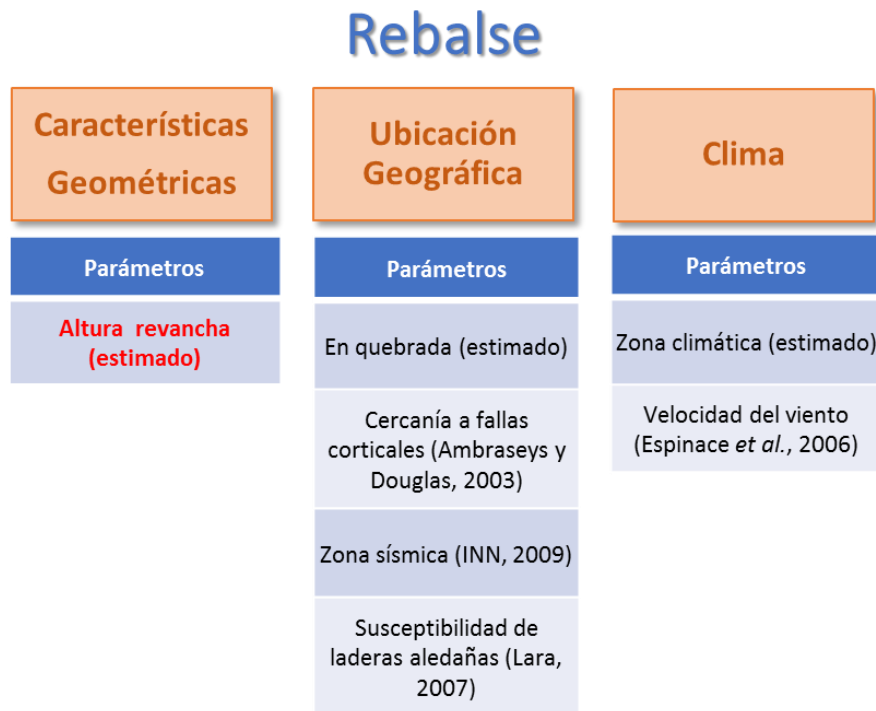 Rebalse
Características
Geométricas
Parámetros
Altura revancha
(estimado)
Ubicación
Geográfica
Parámetros
En quebrada (estimado)
Cercanía a fallas
corticales (Ambraseys y
Douglas, 2003)
Zona sísmica (INN, 2009)
Susceptibilidad de
laderas aledañas (Lara,
2007)
Clima
Parámetros
Zona climática (estimado)
Velocidad del viento
(Espinace et al., 2006)